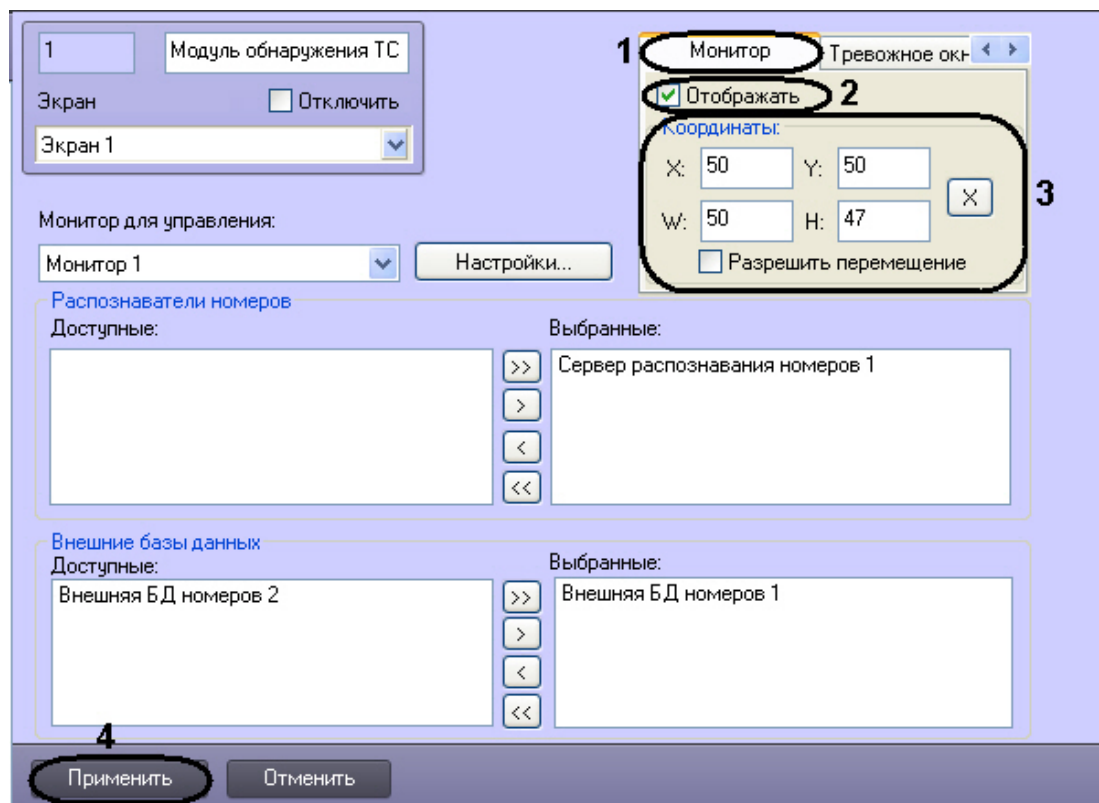 1 Модуль обнаружения ТС
Экран Отключить
Экран 1
1 Монитор Тревожное окн
Отображать 2
Координаты:
X: 50 Y: 50
X 3
W: 50 H: 47
Разрешить перемещение
Монитор для управления:
Монитор 1 Настройки...
Распознаватели номеров
Доступные: Выбранные:
>> Сервер распознавания номеров 1
>
<
<<
Внешние базы данных
Доступные: Выбранные:
Внешняя БД номеров 2 >> Внешняя БД номеров 1
>
<
<<
4
Применить Отменить